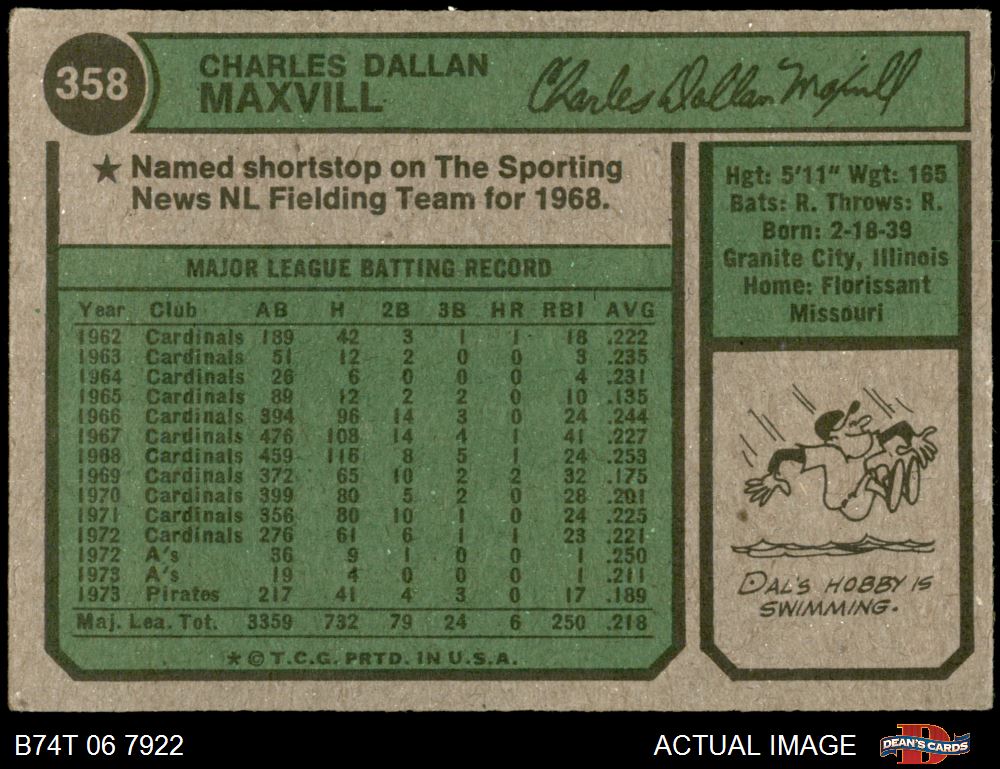 358
CHARLES DALLAN
MAXVILL
Charles Dallan Maxvill
★ Named shortstop on The Sporting
News NL Fielding Team for 1968.
MAJOR LEAGUE BATTING RECORD
Year Club AB H 2B 3B HR RBI AVG
1962 Cardinals 189 42 3 1 1 18 .222
1963 Cardinals 51 12 2 0 0 3 .235
1964 Cardinals 26 6 0 0 0 4 .231
1965 Cardinals 89 12 2 2 0 10 .135
1966 Cardinals 394 96 14 3 0 24 .244
1967 Cardinals 476 108 14 4 1 41 .227
1968 Cardinals 459 116 8 5 1 24 .253
1969 Cardinals 372 65 10 2 2 32 .175
1970 Cardinals 399 80 5 2 0 28 .201
1971 Cardinals 356 80 10 1 0 24 .225
1972 Cardinals 276 61 6 1 1 23 .221
1972 A's 36 9 1 0 0 1 .250
1973 A's 19 4 0 0 0 1 .211
1973 Pirates 217 41 4 3 0 17 .189
Maj. Lea. Tot. 3359 732 79 24 6 250 .218
* © T.C.G. PRTD. IN U.S.A.
Hgt: 5'11" Wgt: 165
Bats: R. Throws: R.
Born: 2-18-39
Granite City, Illinois
Home: Florissant
Missouri
DAL'S HOBBY IS
SWIMMING.
B74T 06 7922
ACTUAL IMAGE
D
DEAN'S CARDS